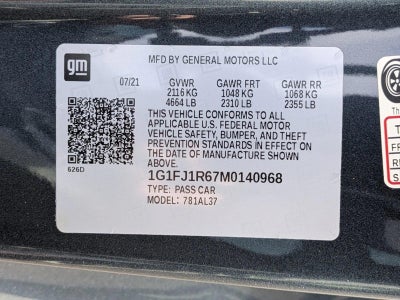 gm
MFD BY GENERAL MOTORS LLC
07/21 GVWR GAWR FRT GAWR RR
2116 KG 1048 KG 1068 KG
4664 LB 2310 LB 2355 LB
THIS VEHICLE CONFORMS TO ALL
APPLICABLE U.S. FEDERAL MOTOR
VEHICLE SAFETY, BUMPER, AND THEFT
PREVENTION STANDARDS IN EFFECT ON
THE DATE OF MANUFACTURE SHOWN
ABOVE.
626D
1G1FJ1R67M0140968
TYPE: PASS CAR
MODEL: 781AL37